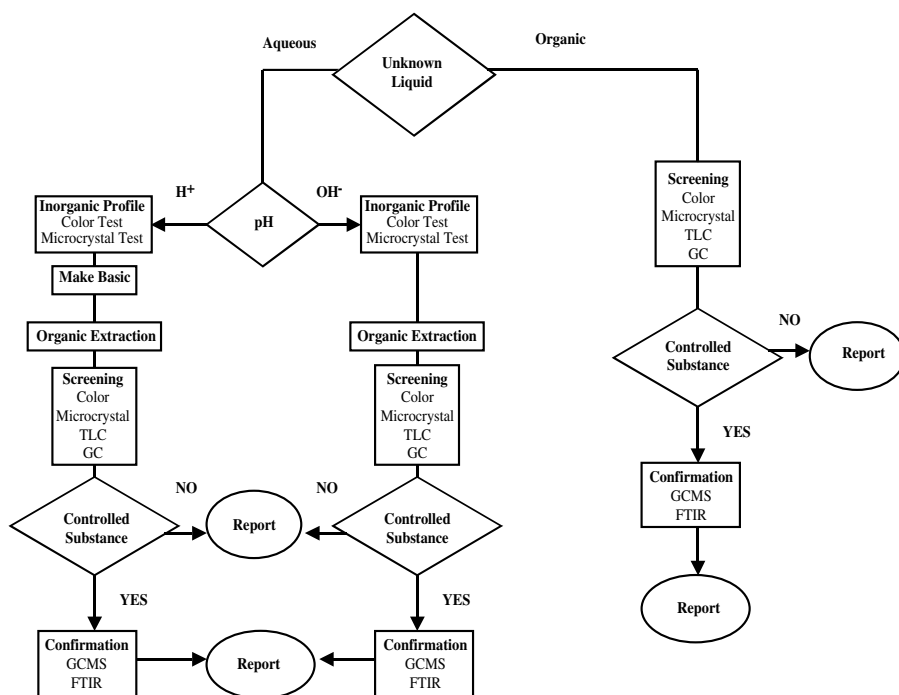 Aqueous
Organic
Unknown
Liquid
H+
OH-
pH
Inorganic Profile
Color Test
Microcrystal Test
Make Basic
Organic Extraction
Screening
Color
Microcrystal
TLC
GC
Controlled
Substance
NO
Report
YES
Confirmation
GCMS
FTIR
Report
Inorganic Profile
Color Test
Microcrystal Test
Organic Extraction
Screening
Color
Microcrystal
TLC
GC
Controlled
Substance
NO
YES
Confirmation
GCMS
FTIR
Screening
Color
Microcrystal
TLC
GC
Controlled
Substance
NO
Report
YES
Confirmation
GCMS
FTIR
Report